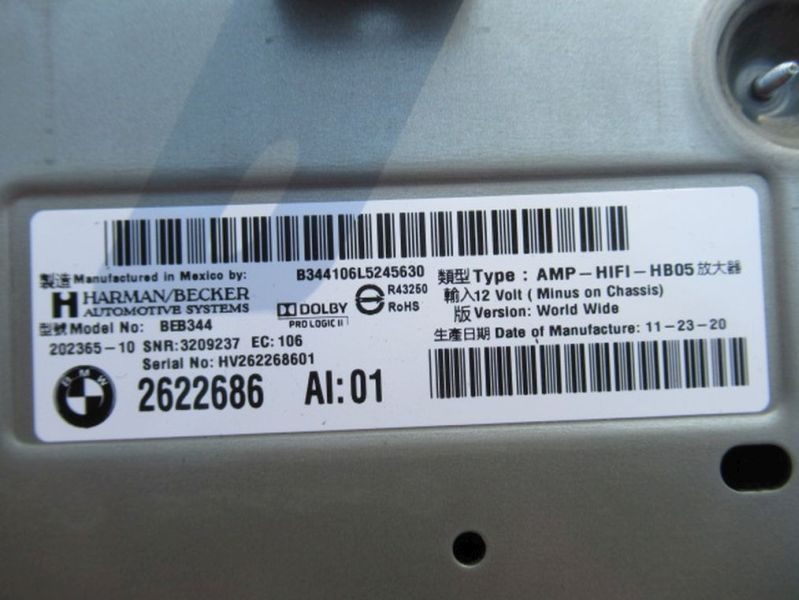 B344106L5245630
製造 Manufactured in Mexico by:
HARMAN/BECKER
AUTOMOTIVE SYSTEMS
DOLBY
PRO LOGIC II
R43250
RoHS
型號 Model No: BEB344
202365-10 SNR:3209237 EC:106
Serial No: HV262268601
BMW
2622686 AI:01
類型 Type : AMP-HIFI-HB05 放大器
輸入 12 Volt ( Minus on Chassis)
版 Version: World Wide
生產日期 Date of Manufacture: 11-23-20